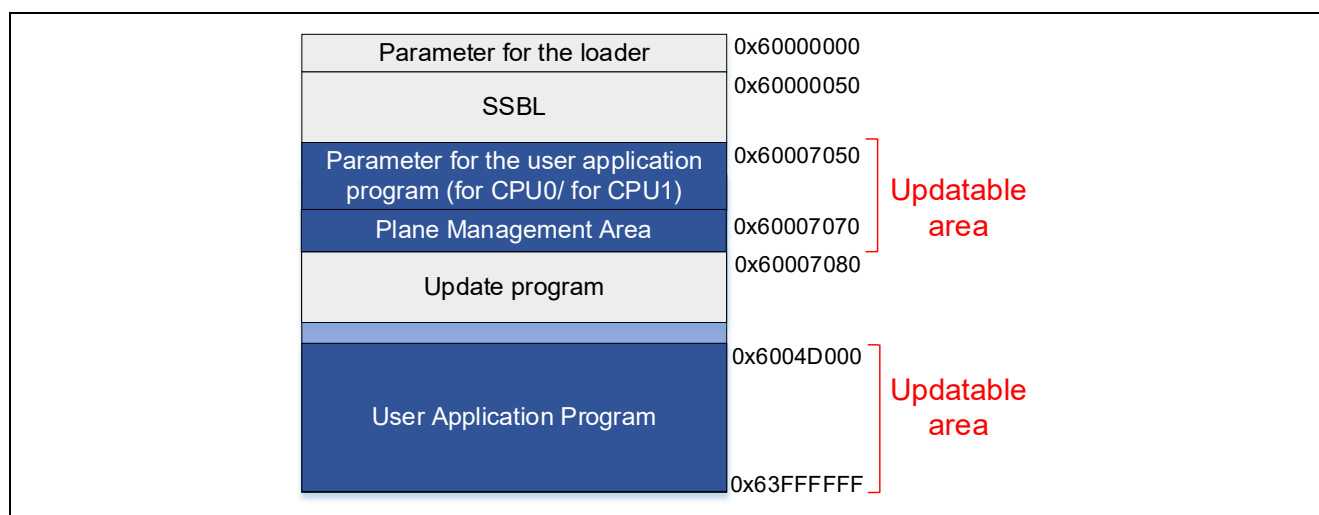 Parameter for the loader
0x60000000
0x60000050
SSBL
Parameter for the user application
program (for CPU0/ for CPU1)
0x60007050
Updatable
area
Plane Management Area
0x60007070
0x60007080
Update program
0x6004D000
User Application Program
Updatable
area
0x63FFFFFF